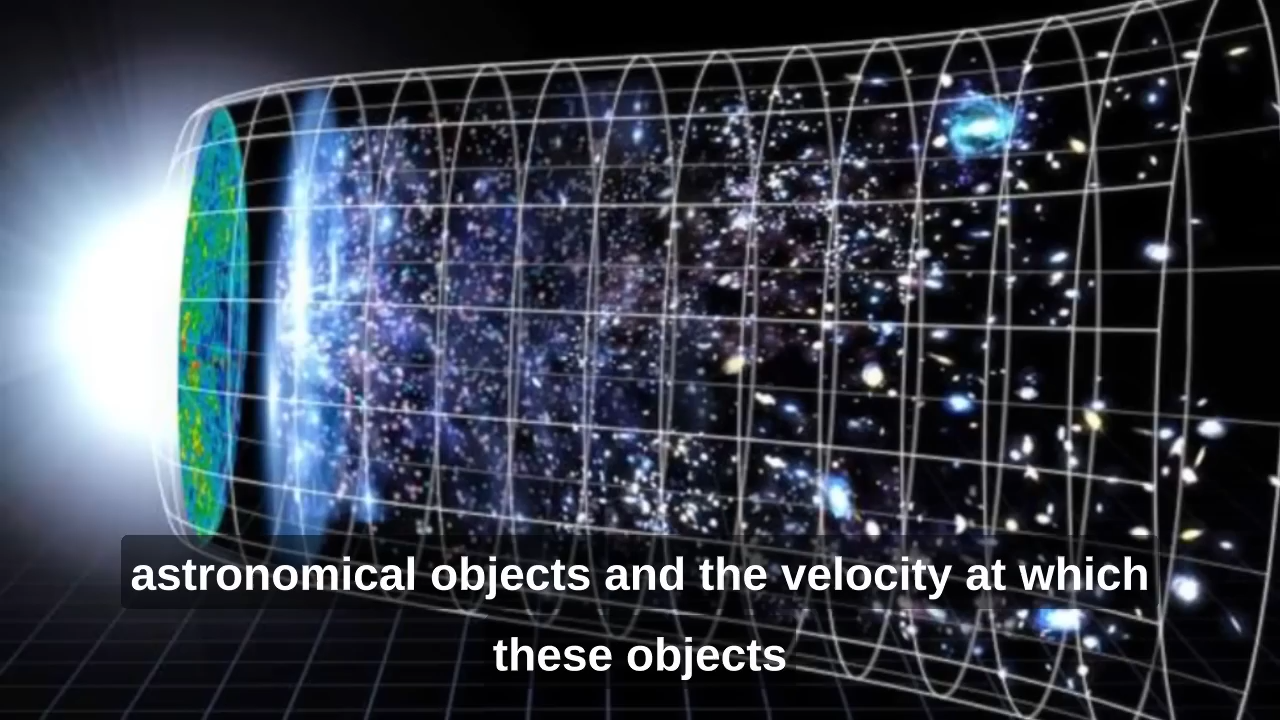 astronomical objects and the velocity at which
these objects